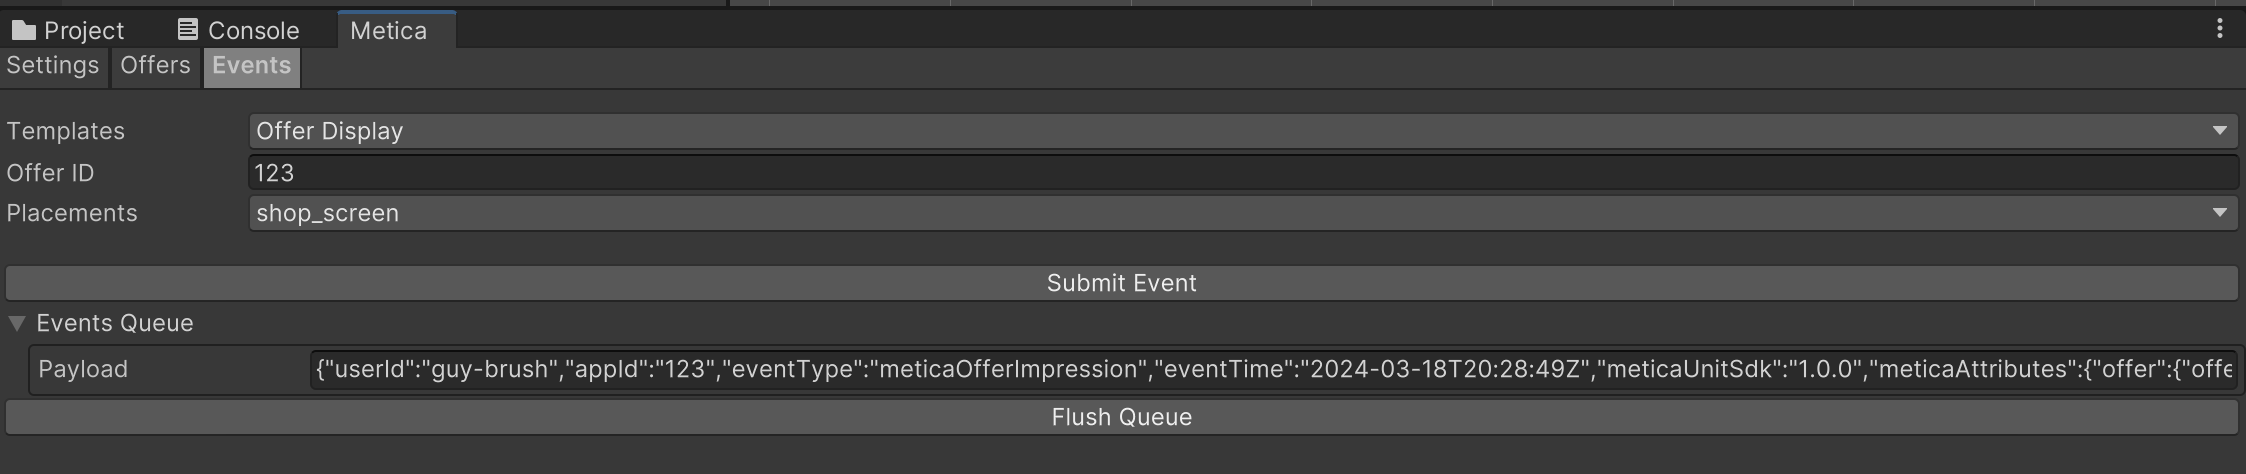 Project Console Metica
Settings Offers Events
Templates Offer Display
Offer ID 123
Placements shop_screen
Submit Event
Events Queue
Payload {"userId":"guy-brush","appId":"123","eventType":"meticaOfferImpression","eventTime":"2024-03-18T20:28:49Z","meticaUnitSdk":"1.0.0","meticaAttributes":{"offer":{"offe
Flush Queue